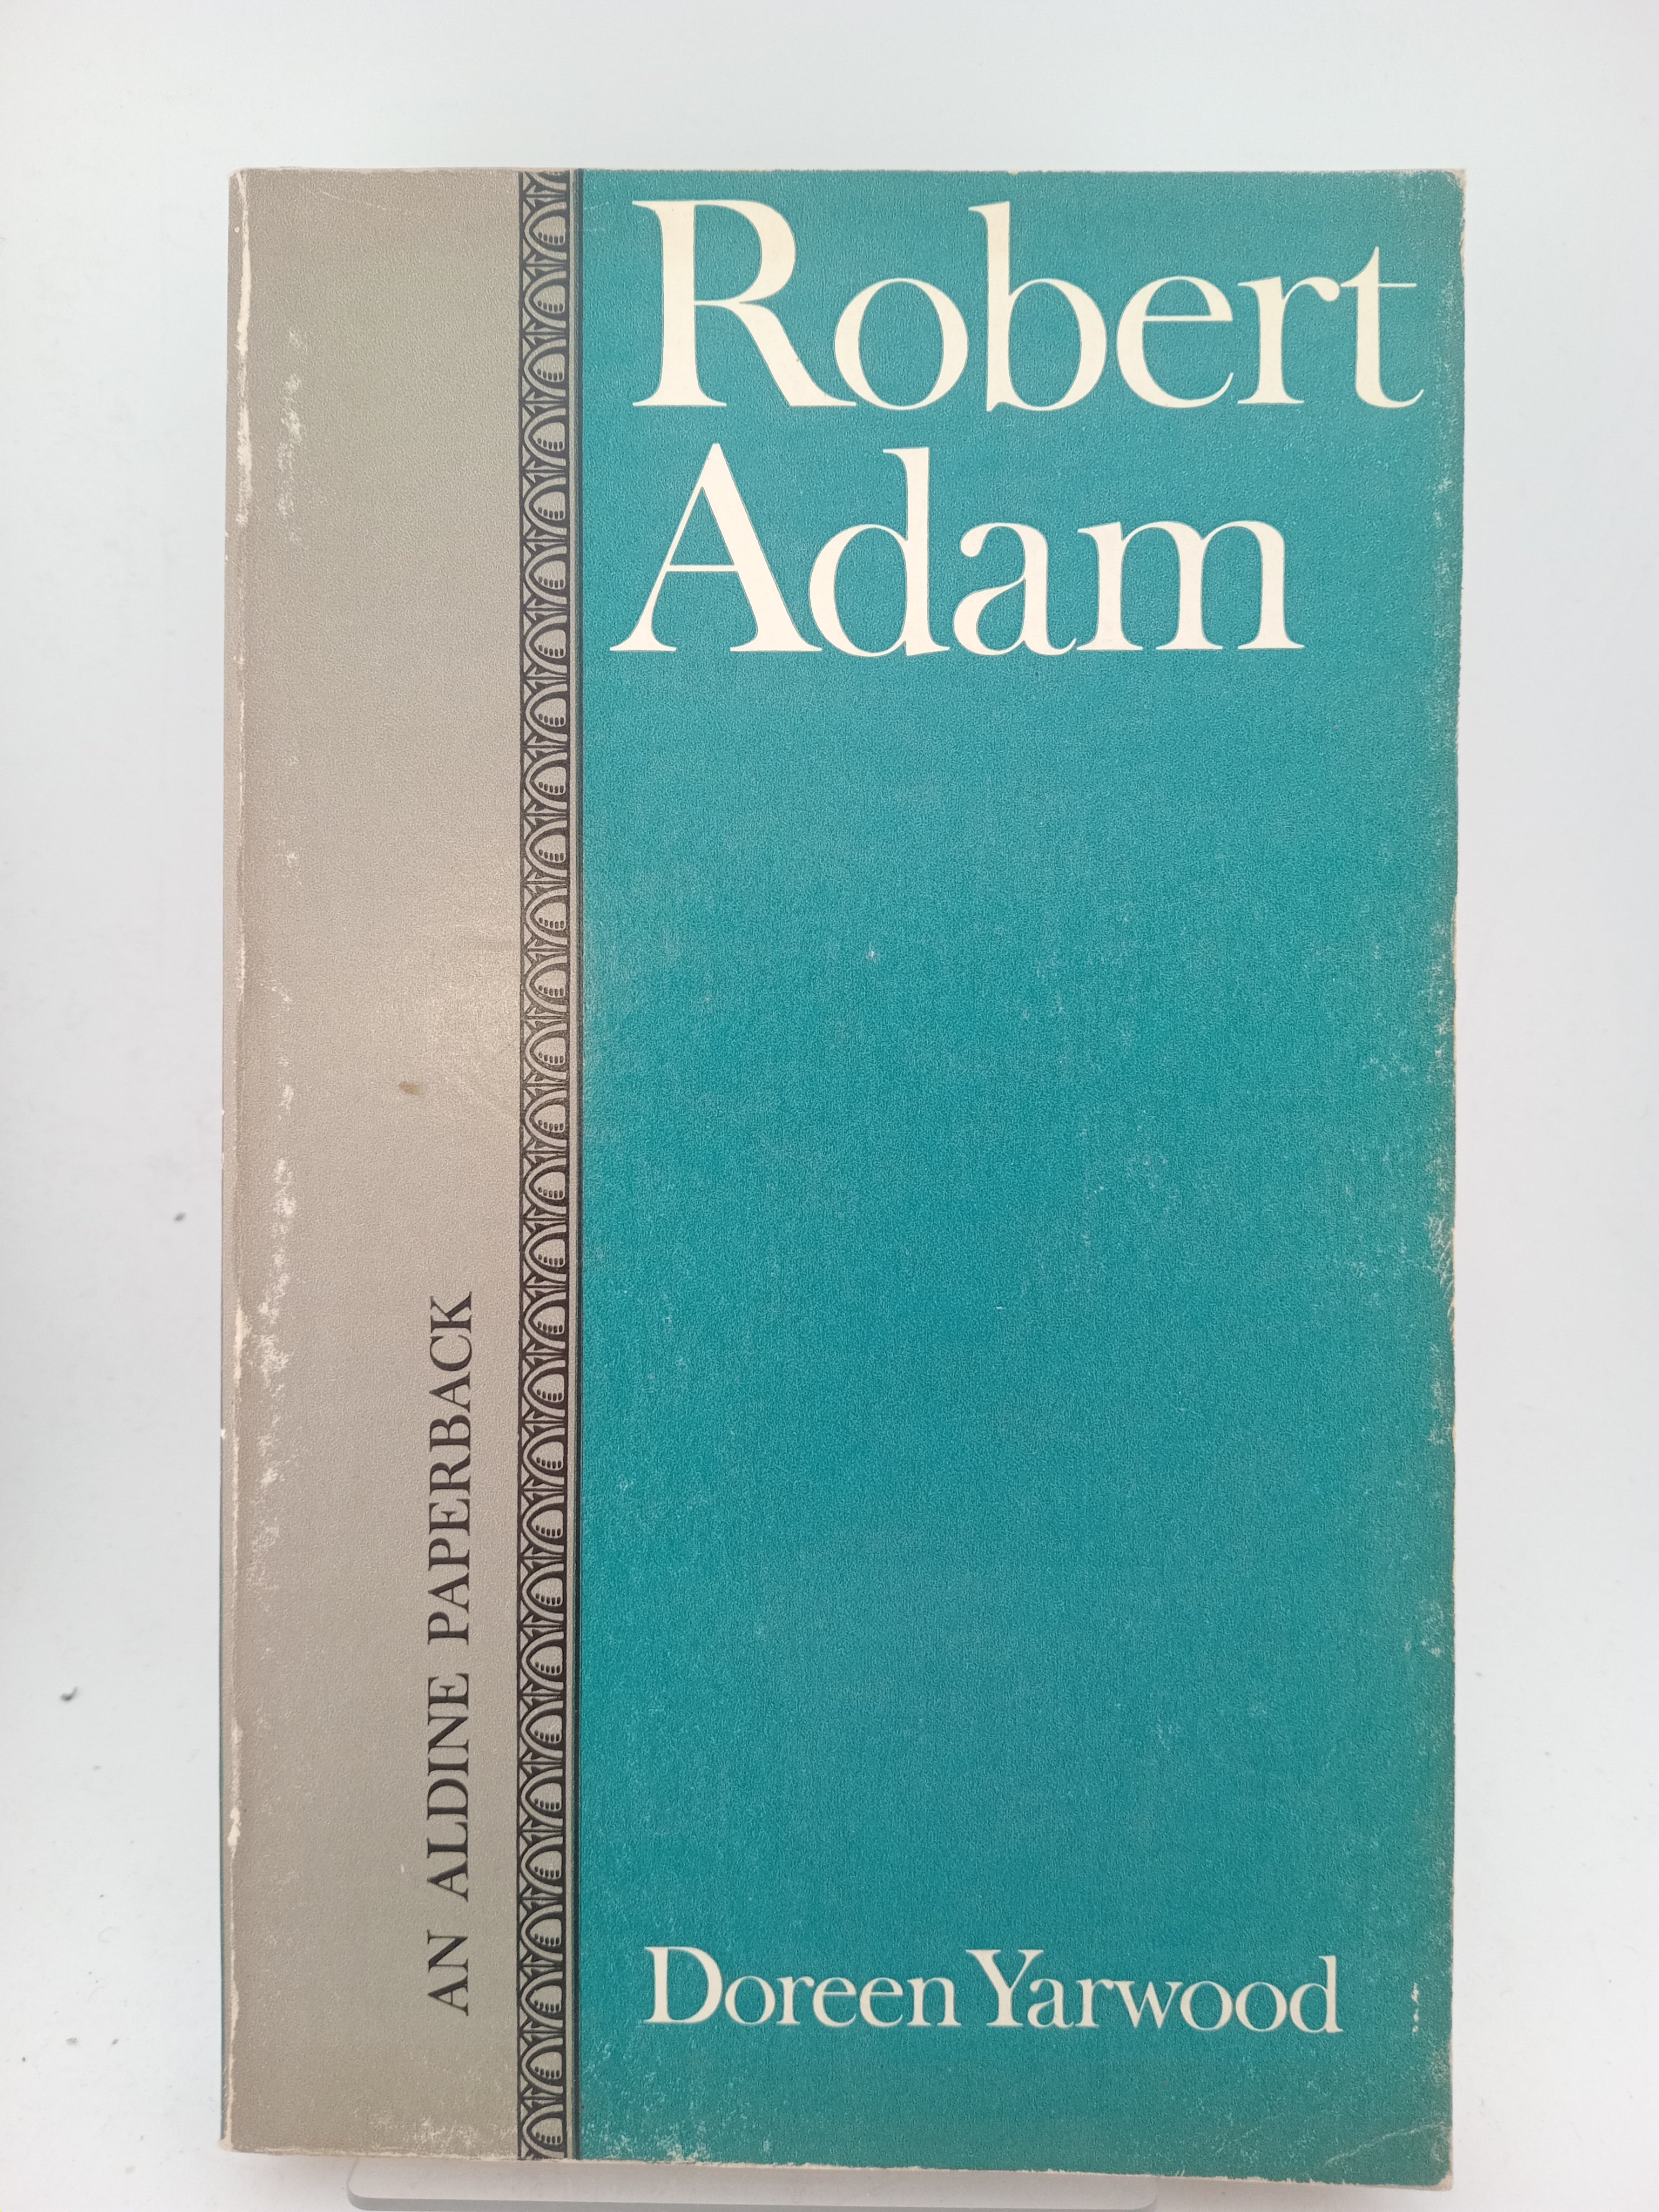 Robert
Adam
AN ALDINE PAPERBACK
Doreen Yarwood